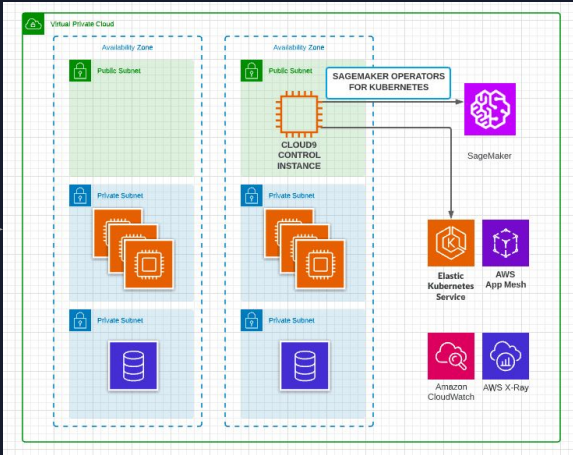 Virtual Private Cloud
Availability Zone
Availability Zone
Public Subnet
Public Subnet
SAGEMAKER OPERATORS
FOR KUBERNETES
CLOUD9
CONTROL
INSTANCE
SageMaker
Private Subnet
Private Subnet
Elastic
Kubernetes
Service
AWS
App Mesh
Private Subnet
Private Subnet
Amazon
CloudWatch
AWS X-Ray